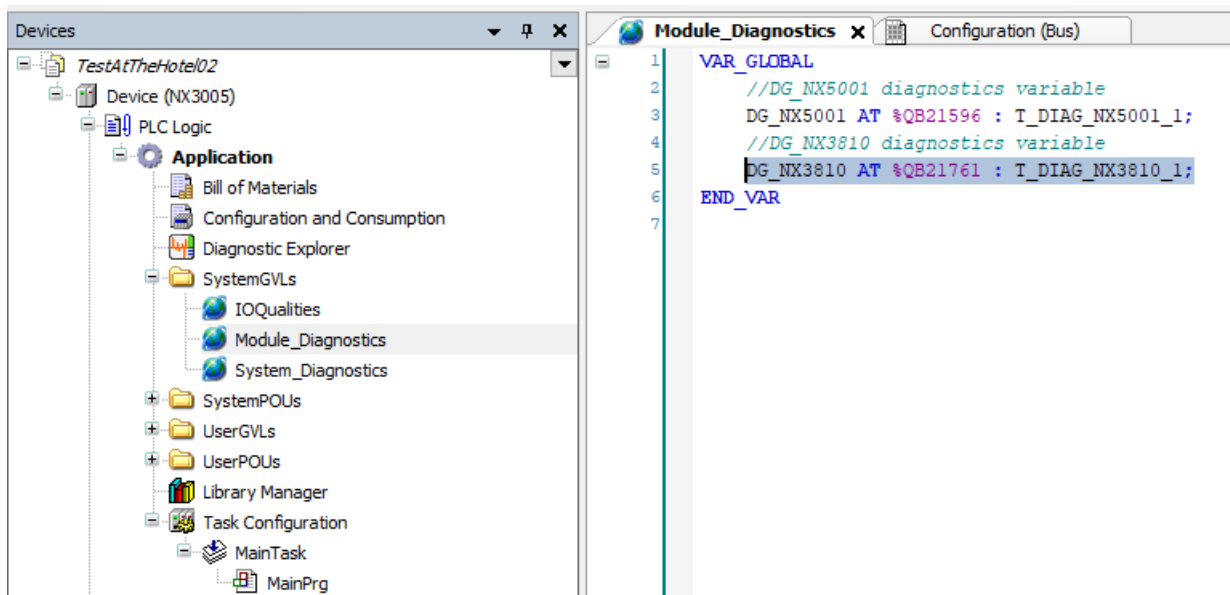 Devices
TestAtTheHotel02
Device (NX3005)
PLC Logic
Application
Bill of Materials
Configuration and Consumption
Diagnostic Explorer
SystemGVLs
IOQualities
Module_Diagnostics
System_Diagnostics
SystemPOUs
UserGVLs
UserPOUs
Library Manager
Task Configuration
MainTask
MainPrg
Module_Diagnostics
Configuration (Bus)
1 VAR_GLOBAL
2 //DG_NX5001 diagnostics variable
3 DG_NX5001 AT %QB21596 : T_DIAG_NX5001_1;
4 //DG_NX3810 diagnostics variable
5 DG_NX3810 AT %QB21761 : T_DIAG_NX3810_1;
6 END_VAR
7